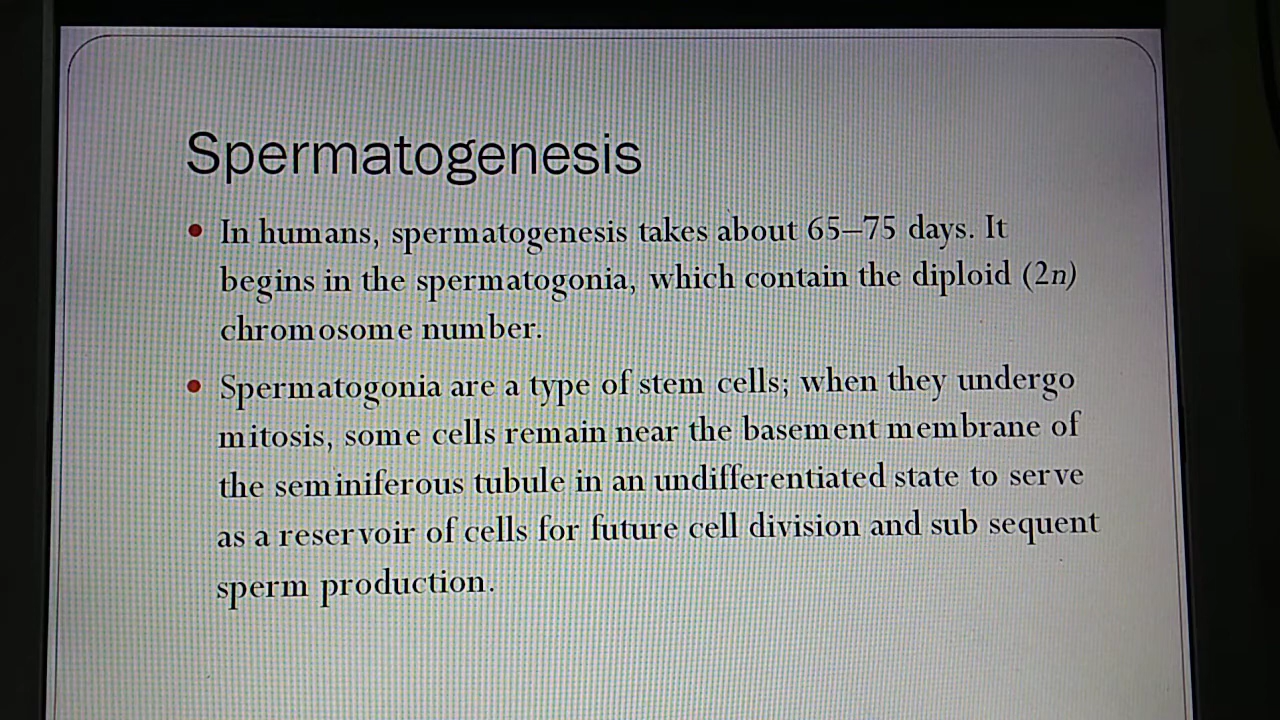 Spermatogenesis
• In humans, spermatogenesis takes about 65–75 days. It
begins in the spermatogonia, which contain the diploid (2n)
chromosome number.
• Spermatogonia are a type of stem cells; when they undergo
mitosis, some cells remain near the basement membrane of
the seminiferous tubule in an undifferentiated state to serve
as a reservoir of cells for future cell division and sub sequent
sperm production.